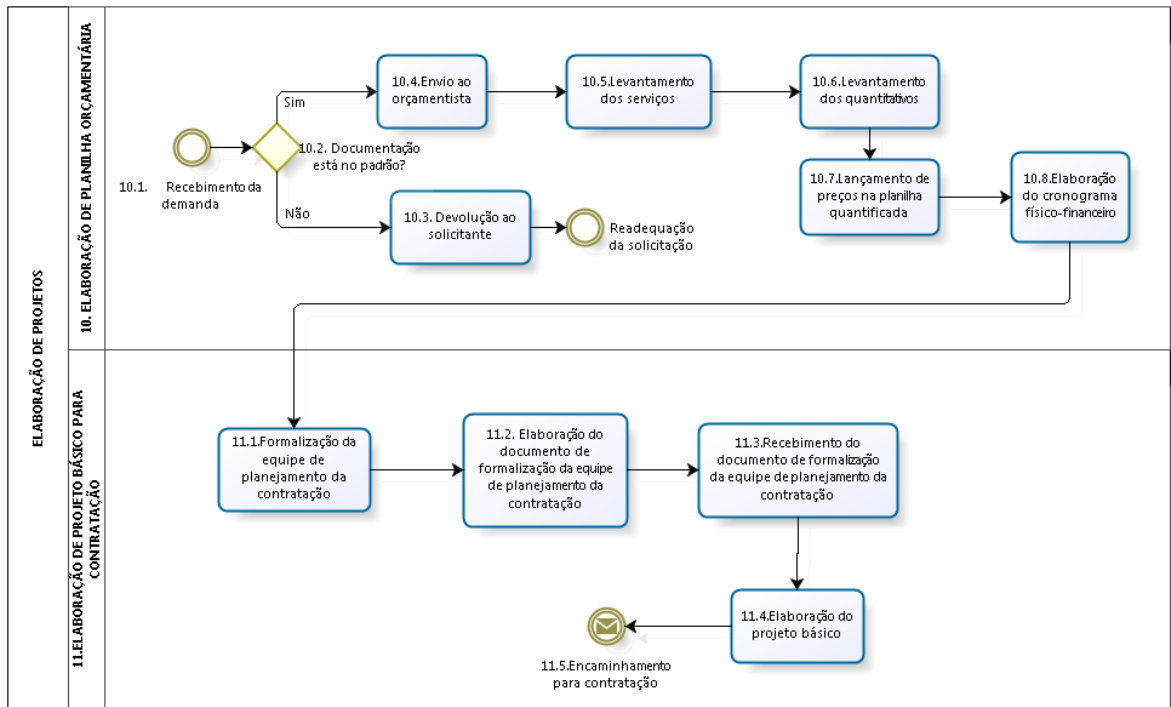 ELABORAÇÃO DE PROJETOS
10. ELABORAÇÃO DE PLANILHA ORÇAMENTÁRIA
10.1. Recebimento da
demanda
10.2. Documentação
está no padrão?
Sim
Não
10.3. Devolução ao
solicitante
Readequação
da solicitação
10.4.Envio ao
orçamentista
10.5.Levantamento
dos serviços
10.6.Levantamento
dos quantitativos
10.7.Lançamento de
preços na planilha
quantificada
10.8.Elaboração
do cronograma
físico-financeiro
11.ELABORAÇÃO DE PROJETO BÁSICO PARA
CONTRATAÇÃO
11.1.Formalização da
equipe de
planejamento da
contratação
11.2. Elaboração do
documento de
formalização da equipe
de planejamento da
contratação
11.3.Recebimento do
documento de formalização
da equipe de planejamento da
contratação
11.4.Elaboração do
projeto básico
11.5.Encaminhamento
para contratação